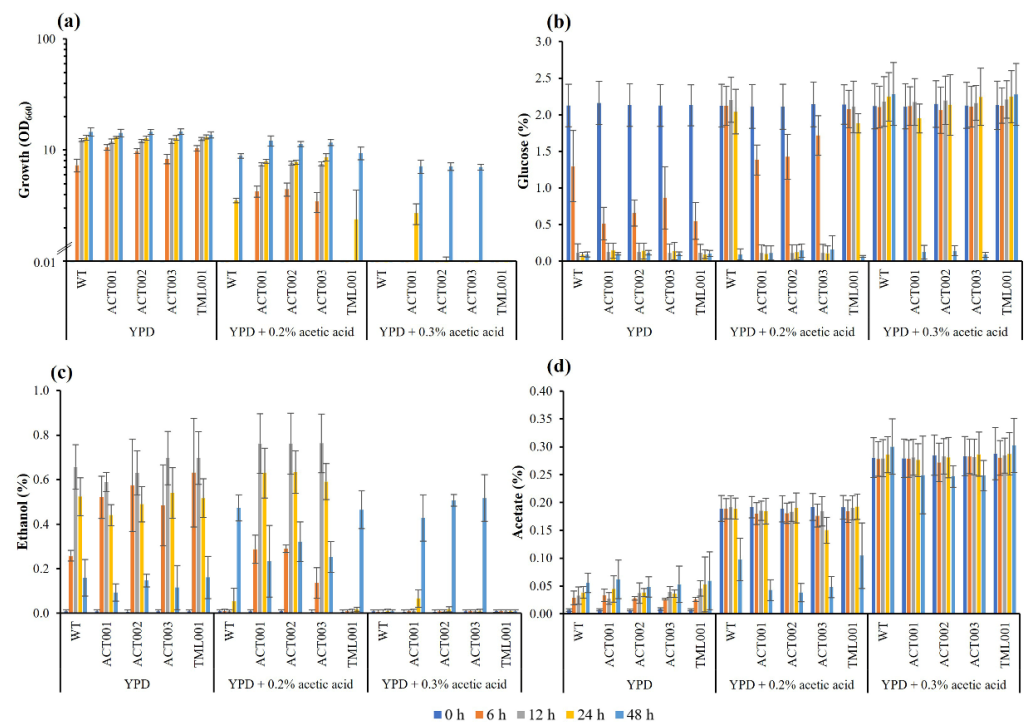 (a)
Growth (OD660)
100
10
0.01
WT
ACT001
ACT002
ACT003
TML001
WT
ACT001
ACT002
ACT003
TML001
WT
ACT001
ACT002
ACT003
TML001
YPD
YPD + 0.2% acetic acid
YPD + 0.3% acetic acid
(b)
Glucose (%)
3.0
2.5
2.0
1.5
1.0
0.5
0.0
WT
ACT001
ACT002
ACT003
TML001
WT
ACT001
ACT002
ACT003
TML001
WT
ACT001
ACT002
ACT003
TML001
YPD
YPD + 0.2% acetic acid
YPD + 0.3% acetic acid
(c)
Ethanol (%)
1.0
0.8
0.6
0.4
0.2
0.0
WT
ACT001
ACT002
ACT003
TML001
WT
ACT001
ACT002
ACT003
TML001
WT
ACT001
ACT002
ACT003
TML001
YPD
YPD + 0.2% acetic acid
YPD + 0.3% acetic acid
(d)
Acetate (%)
0.40
0.35
0.30
0.25
0.20
0.15
0.10
0.05
0.00
WT
ACT001
ACT002
ACT003
TML001
WT
ACT001
ACT002
ACT003
TML001
WT
ACT001
ACT002
ACT003
TML001
YPD
YPD + 0.2% acetic acid
YPD + 0.3% acetic acid
0 h 6 h 12 h 24 h 48 h